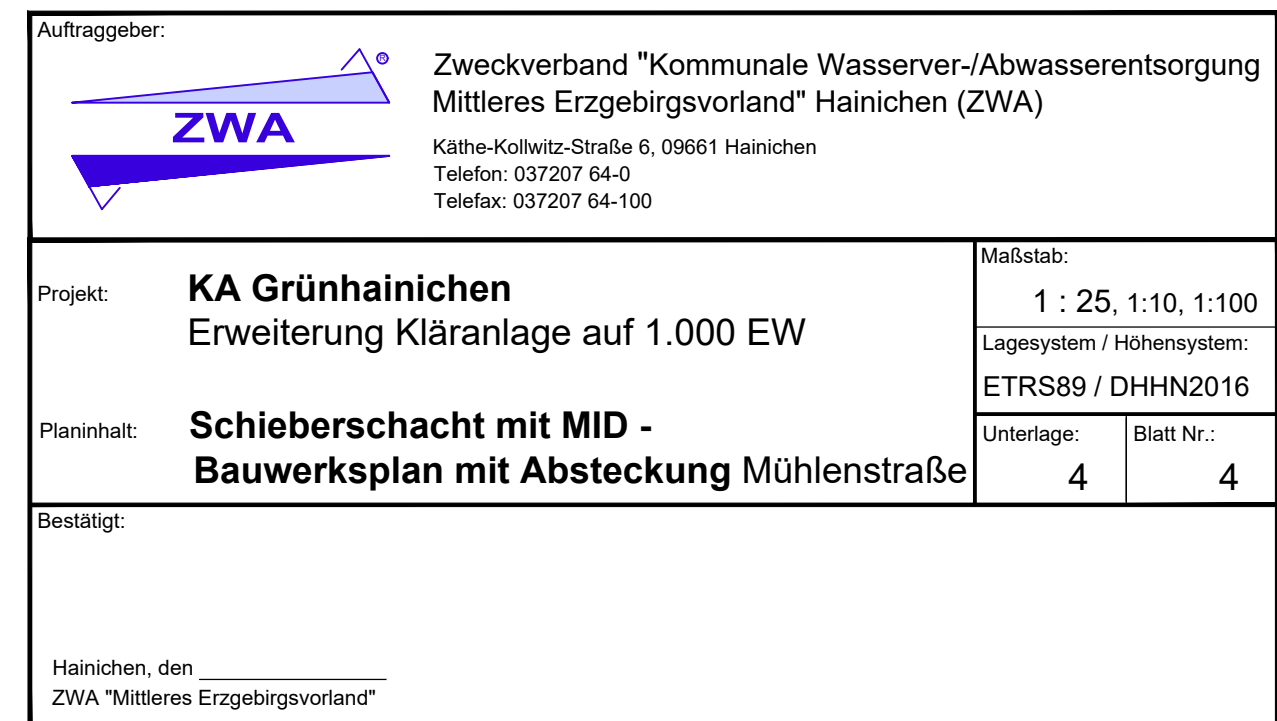 Auftraggeber:
®
ZWA
Zweckverband "Kommunale Wasserver-/Abwasserentsorgung
Mittleres Erzgebirgsvorland" Hainichen (ZWA)
Käthe-Kollwitz-Straße 6, 09661 Hainichen
Telefon: 037207 64-0
Telefax: 037207 64-100
Projekt:
KA Grünhainichen
Erweiterung Kläranlage auf 1.000 EW
Maßstab:
1 : 25, 1:10, 1:100
Lagesystem / Höhensystem:
ETRS89 / DHHN2016
Planinhalt:
Schieberschacht mit MID -
Bauwerksplan mit Absteckung Mühlenstraße
Unterlage:
4
Blatt Nr.:
4
Bestätigt:
Hainichen, den _________________
ZWA "Mittleres Erzgebirgsvorland"